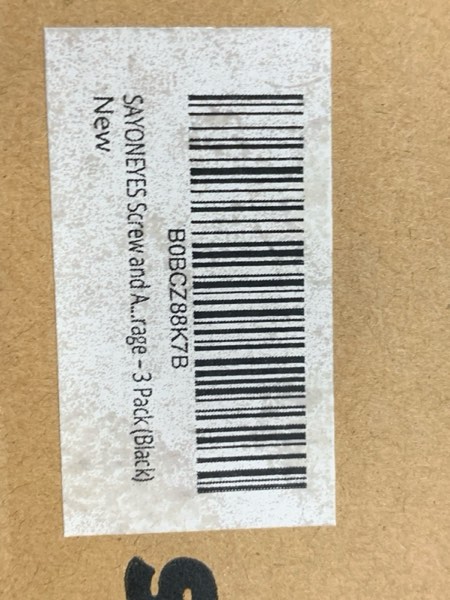 B0BCZ88K7B
SAYONEYES Screw and A...rage – 3 Pack (Black)
New
S